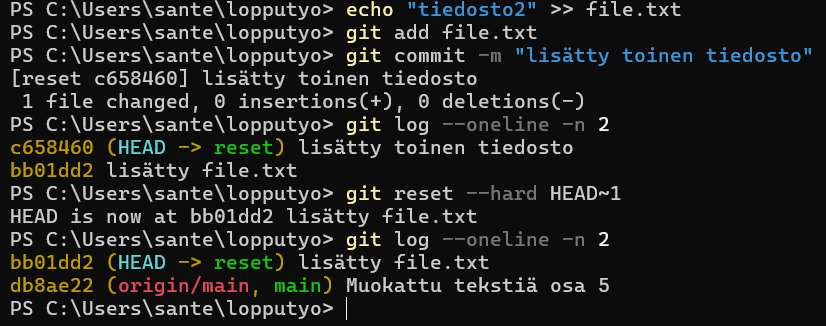 PS C:\Users\sante\lopputyo> echo "tiedosto2" >> file.txt
PS C:\Users\sante\lopputyo> git add file.txt
PS C:\Users\sante\lopputyo> git commit -m "lisätty toinen tiedosto"
[reset c658460] lisätty toinen tiedosto
 1 file changed, 0 insertions(+), 0 deletions(-)
PS C:\Users\sante\lopputyo> git log --oneline -n 2
c658460 (HEAD -> reset) lisätty toinen tiedosto
bb01dd2 lisätty file.txt
PS C:\Users\sante\lopputyo> git reset --hard HEAD~1
HEAD is now at bb01dd2 lisätty file.txt
PS C:\Users\sante\lopputyo> git log --oneline -n 2
bb01dd2 (HEAD -> reset) lisätty file.txt
db8ae22 (origin/main, main) Muokattu tekstiä osa 5
PS C:\Users\sante\lopputyo>